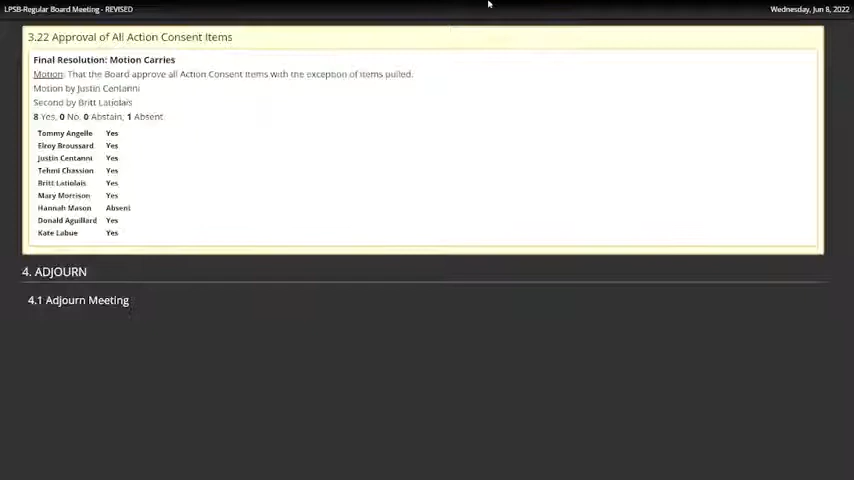 LPSB-Regular Board Meeting - REVISED
Wednesday, Jun 8, 2022
3.22 Approval of All Action Consent Items
Final Resolution: Motion Carries
Motion: That the Board approve all Action Consent Items with the exception of items pulled.
Motion by Justin Centanni
Second by Britt Latiolais
8 Yes, 0 No, 0 Abstain, 1 Absent
Tommy Angelle Yes
Elroy Broussard Yes
Justin Centanni Yes
Tehmi Chassion Yes
Britt Latiolais Yes
Mary Morrison Yes
Hannah Mason Absent
Donald Aguillard Yes
Kate Labue Yes
4. ADJOURN
4.1 Adjourn Meeting